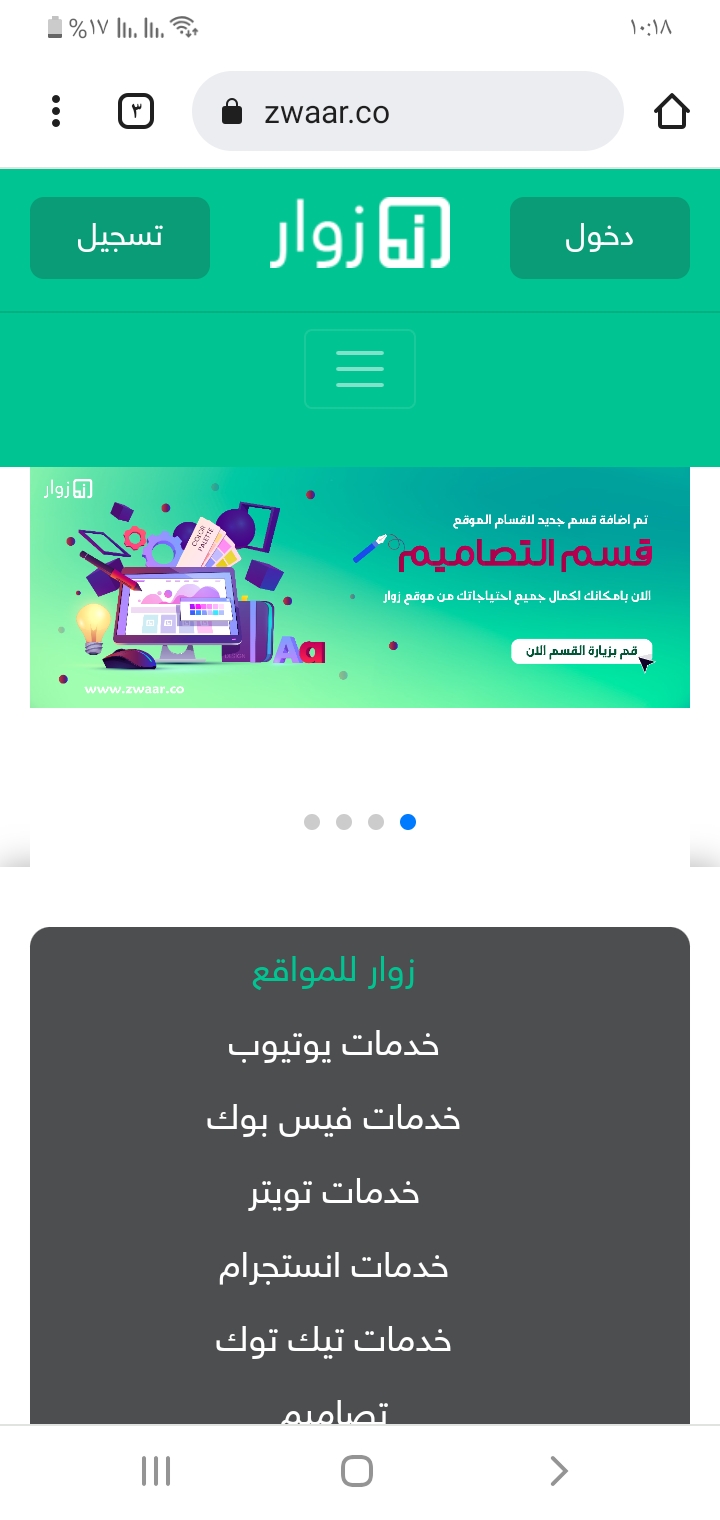 %١٧
١٠:١٨
٣
zwaar.co
دخول
زوار
تسجيل
زوار
تم اضافة قسم جديد لاقسام الموقع
قسم التصاميم
الان بامكانك اكمال جميع احتياجاتك من موقع زوار
قم بزيارة القسم الان
COLOR PALETTE
Aa
www.zwaar.co
زوار للمواقع
خدمات يوتيوب
خدمات فيس بوك
خدمات تويتر
خدمات انستجرام
خدمات تيك توك
تصاميم